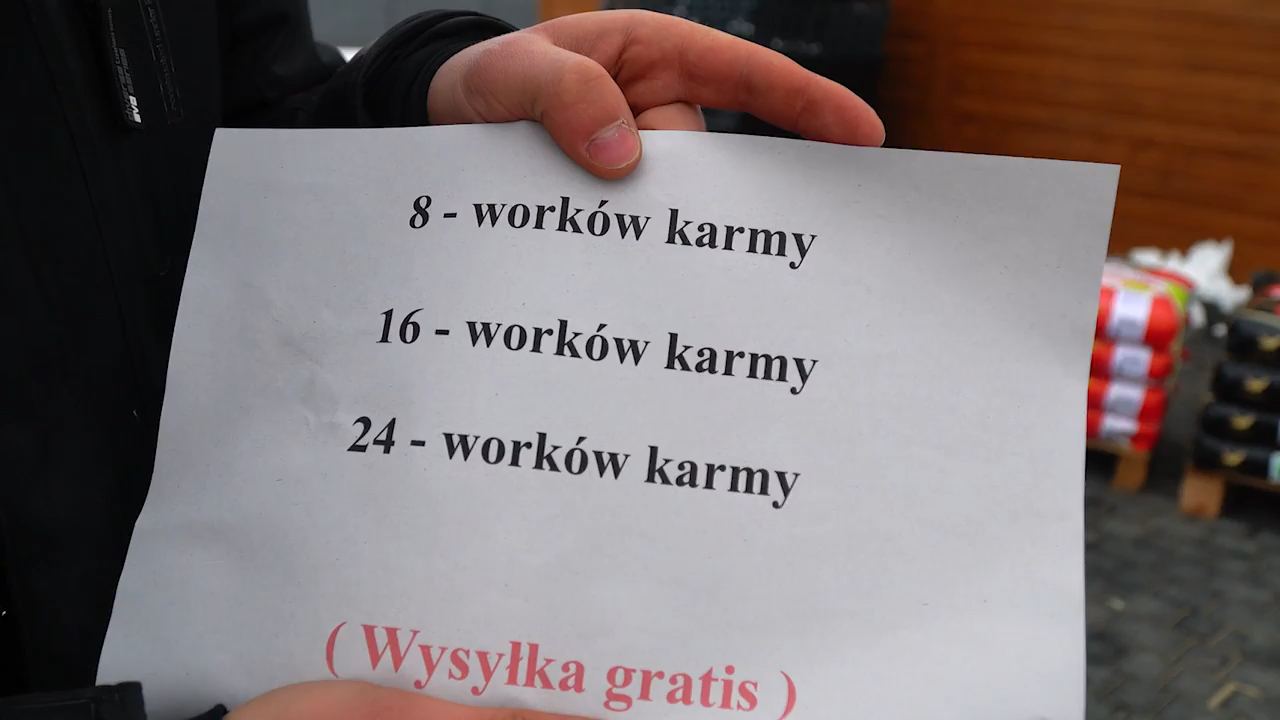 8 - worków karmy
16 - worków karmy
24 - worków karmy
( Wysyłka gratis )